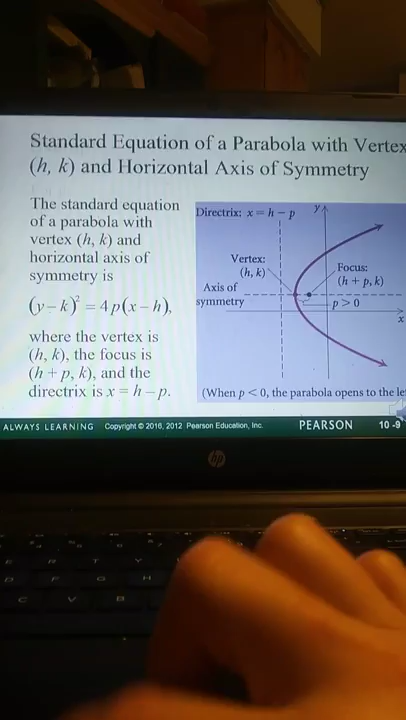 Standard Equation of a Parabola with Vertex
(h, k) and Horizontal Axis of Symmetry
The standard equation
of a parabola with
vertex (h, k) and
horizontal axis of
symmetry is
(y−k)² = 4p(x−h),
where the vertex is
(h, k), the focus is
(h + p, k), and the
directrix is x = h − p.
Directrix: x = h − p
y
Vertex:
(h, k)
Focus:
(h + p, k)
Axis of
symmetry
p > 0
x
(When p < 0, the parabola opens to the le
ALWAYS LEARNING Copyright © 2016, 2012 Pearson Education, Inc. PEARSON 10 -9
hp
E R T Y
D F G H
C V B